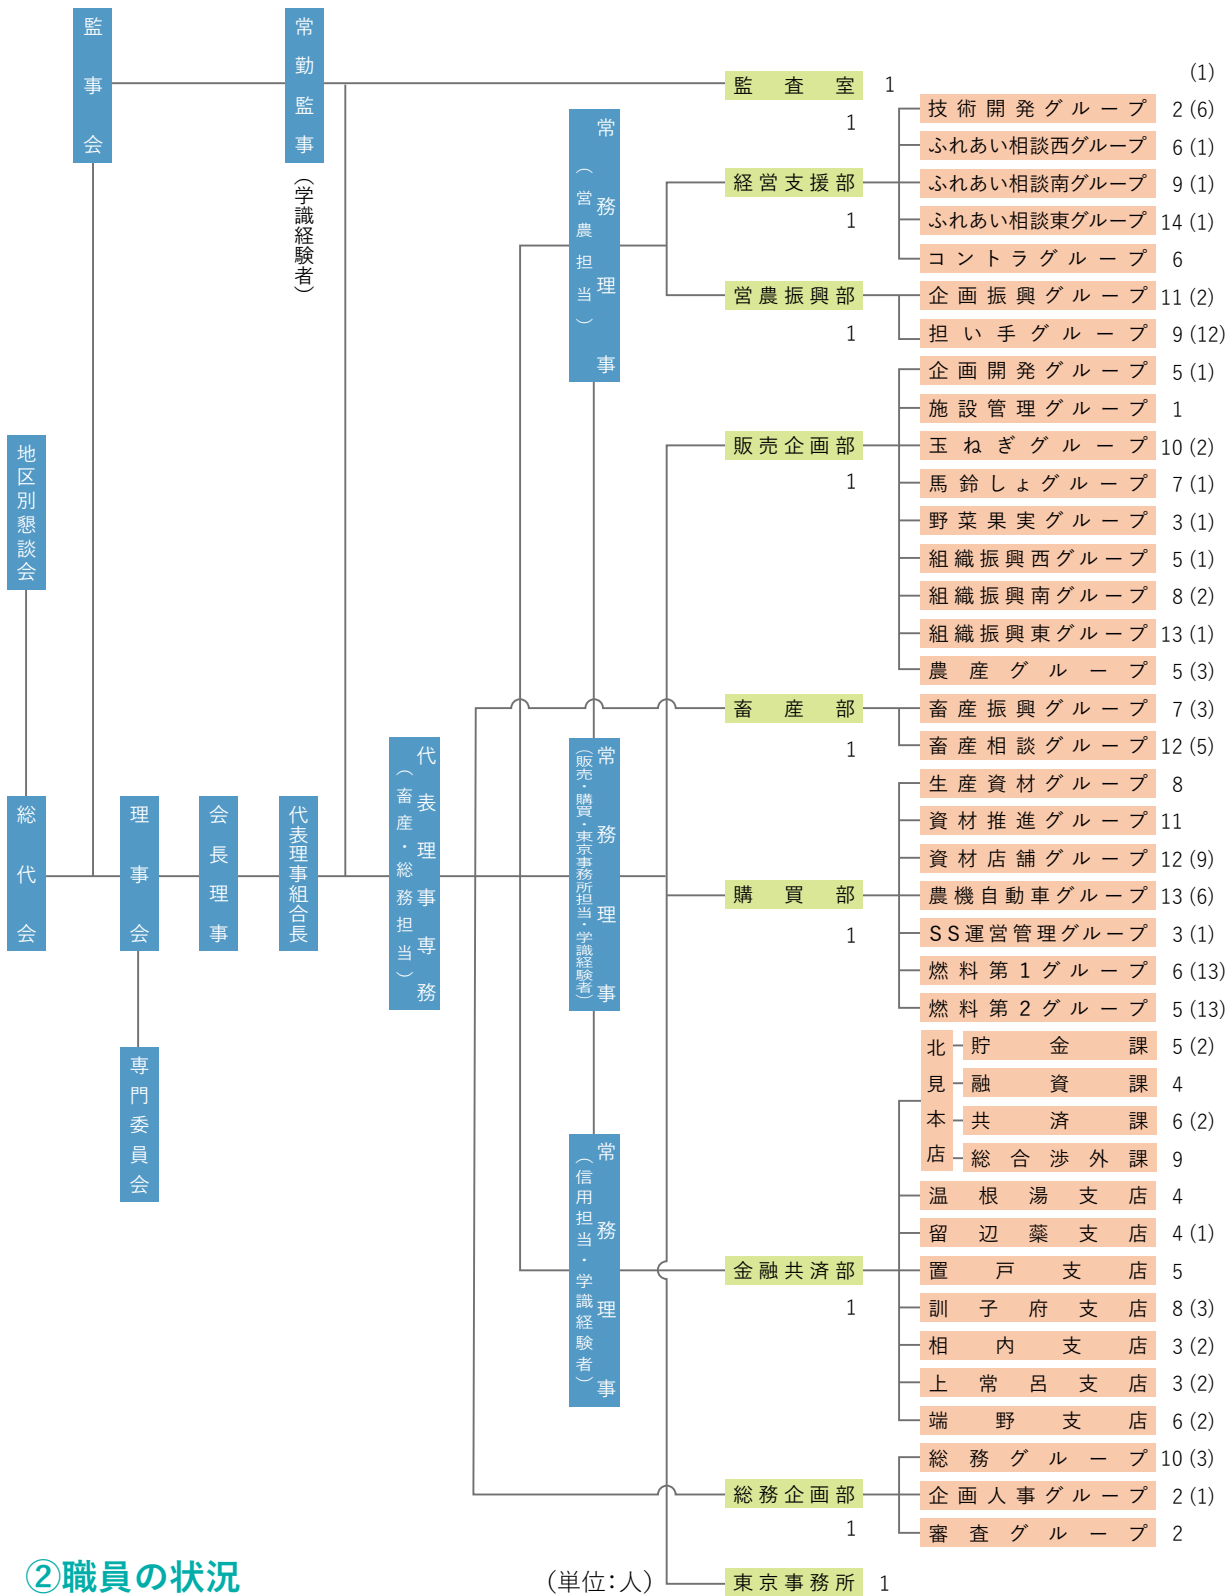 監事会
常勤監事
（学識経験者）
地区別懇談会
総代会
理事会
専門委員会
会長理事
代表理事組合長
代表理事専務
（畜産・総務担当）
常務理事
（営農担当）
常務理事
（販売・購買・東京事務所担当・学識経験者）
常務理事
（信用担当・学識経験者）
監査室 1
(1)
1
経営支援部
1
技術開発グループ 2 (6)
ふれあい相談西グループ 6 (1)
ふれあい相談南グループ 9 (1)
ふれあい相談東グループ 14 (1)
コントラグループ 6
営農振興部
1
企画振興グループ 11 (2)
担い手グループ 9 (12)
販売企画部
1
企画開発グループ 5 (1)
施設管理グループ 1
玉ねぎグループ 10 (2)
馬鈴しょグループ 7 (1)
野菜果実グループ 3 (1)
組織振興西グループ 5 (1)
組織振興南グループ 8 (2)
組織振興東グループ 13 (1)
農産グループ 5 (3)
畜産部
1
畜産振興グループ 7 (3)
畜産相談グループ 12 (5)
購買部
1
生産資材グループ 8
資材推進グループ 11
資材店舗グループ 12 (9)
農機自動車グループ 13 (6)
SS運営管理グループ 3 (1)
燃料第1グループ 6 (13)
燃料第2グループ 5 (13)
金融共済部
1
北見本店
貯金課 5 (2)
融資課 4
共済課 6 (2)
総合渉外課 9
温根湯支店 4
留辺蘂支店 4 (1)
置戸支店 5
訓子府支店 8 (3)
相内支店 3 (2)
上常呂支店 3 (2)
端野支店 6 (2)
総務企画部
1
総務グループ 10 (3)
企画人事グループ 2 (1)
審査グループ 2
東京事務所 1
②職員の状況
（単位：人）